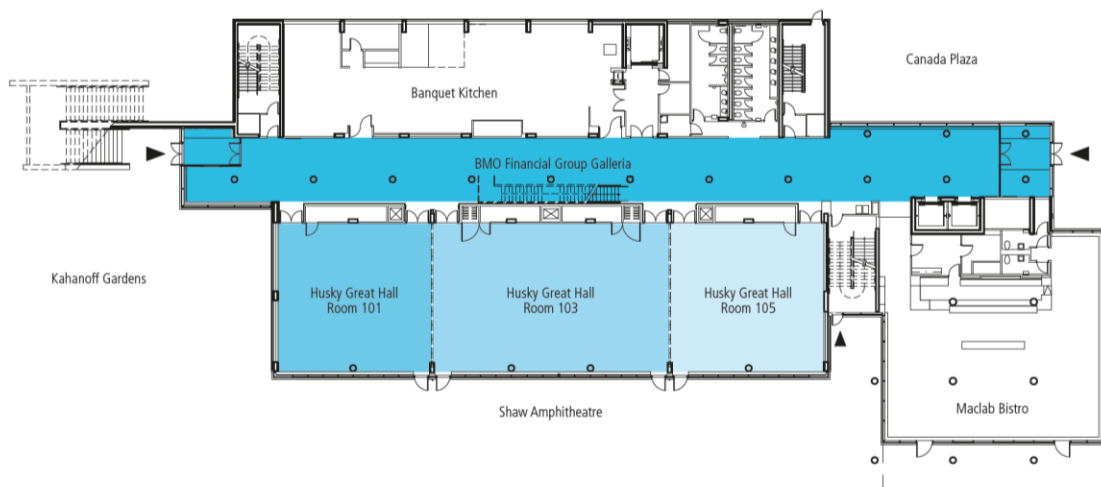 Canada Plaza
Banquet Kitchen
BMO Financial Group Galleria
Kahanoff Gardens
Husky Great Hall
Room 101
Husky Great Hall
Room 103
Husky Great Hall
Room 105
Shaw Amphitheatre
Maclab Bistro